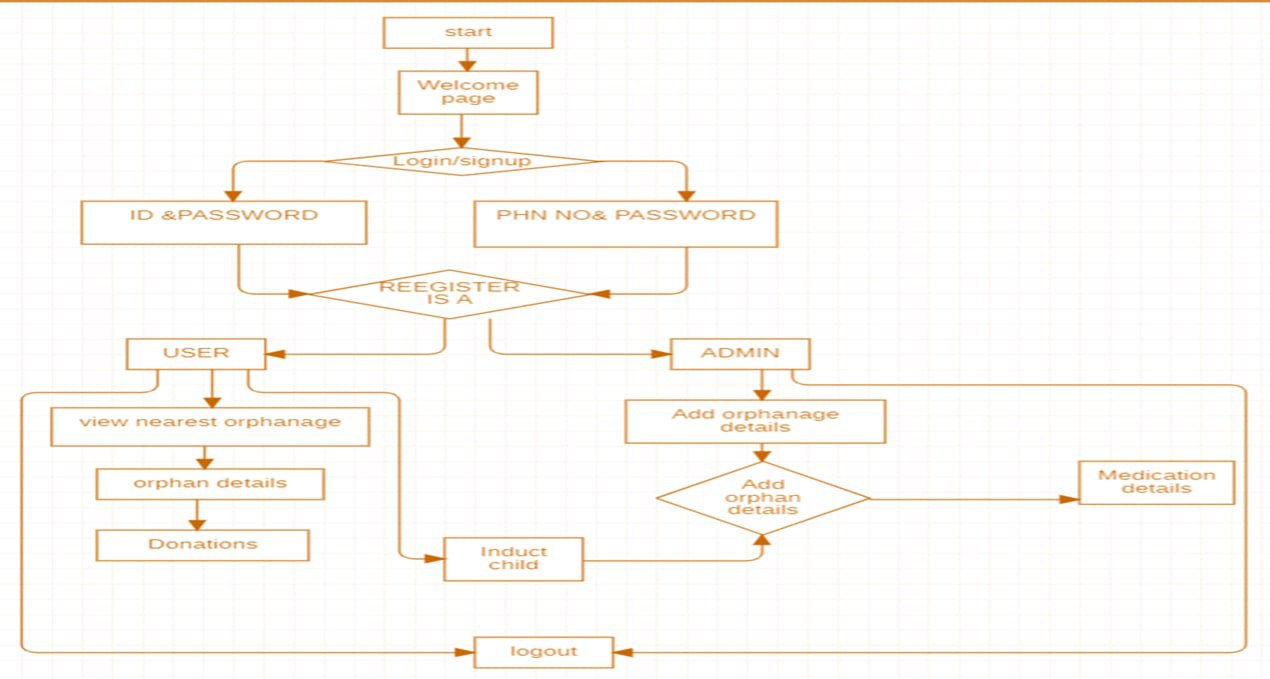 start
Welcome
page
Login/signup
ID &PASSWORD
PHN NO& PASSWORD
REEGISTER
IS A
USER
ADMIN
view nearest orphanage
Add orphanage
details
orphan details
Add
orphan
details
Medication
details
Donations
Induct
child
logout